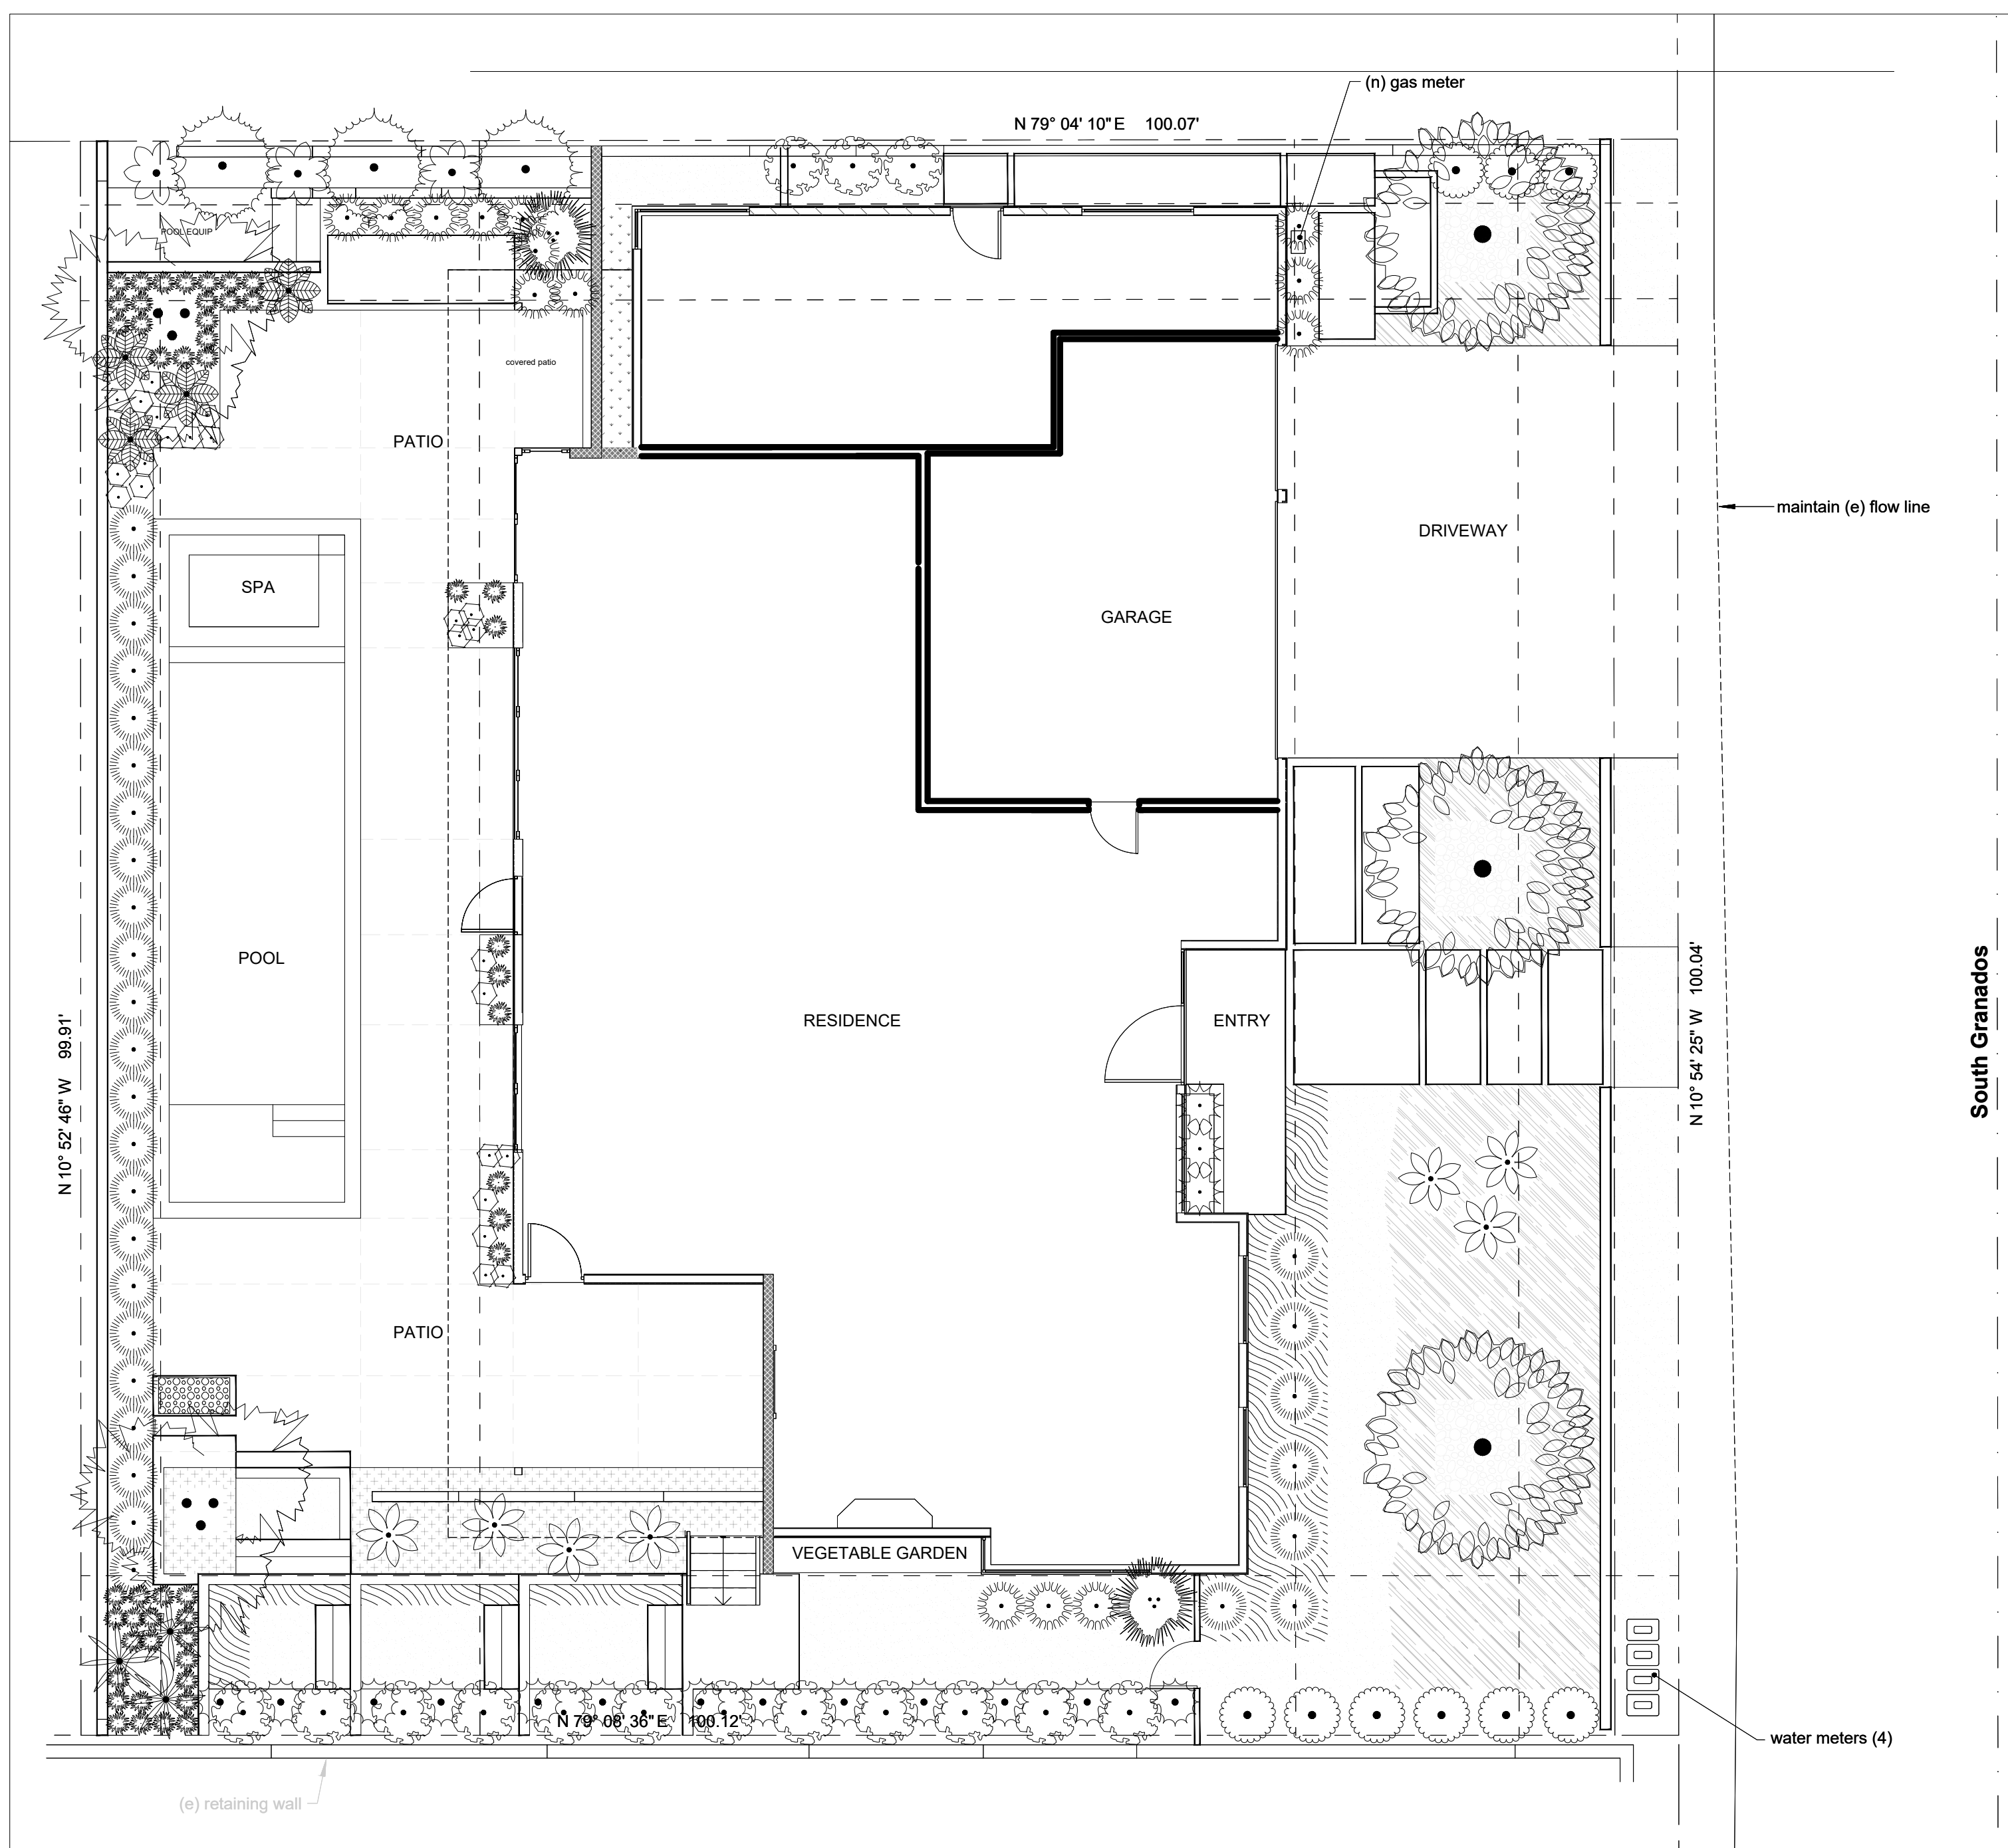 (n) gas meter
N 79° 04' 10" E 100.07'
POOL EQUIP
covered patio
PATIO
maintain (e) flow line
DRIVEWAY
SPA
GARAGE
POOL
RESIDENCE
ENTRY
N 10° 52' 46" W 99.91'
N 10° 54' 25" W 100.04'
South Granados
PATIO
VEGETABLE GARDEN
N 79° 08' 36" E 100.12'
water meters (4)
(e) retaining wall